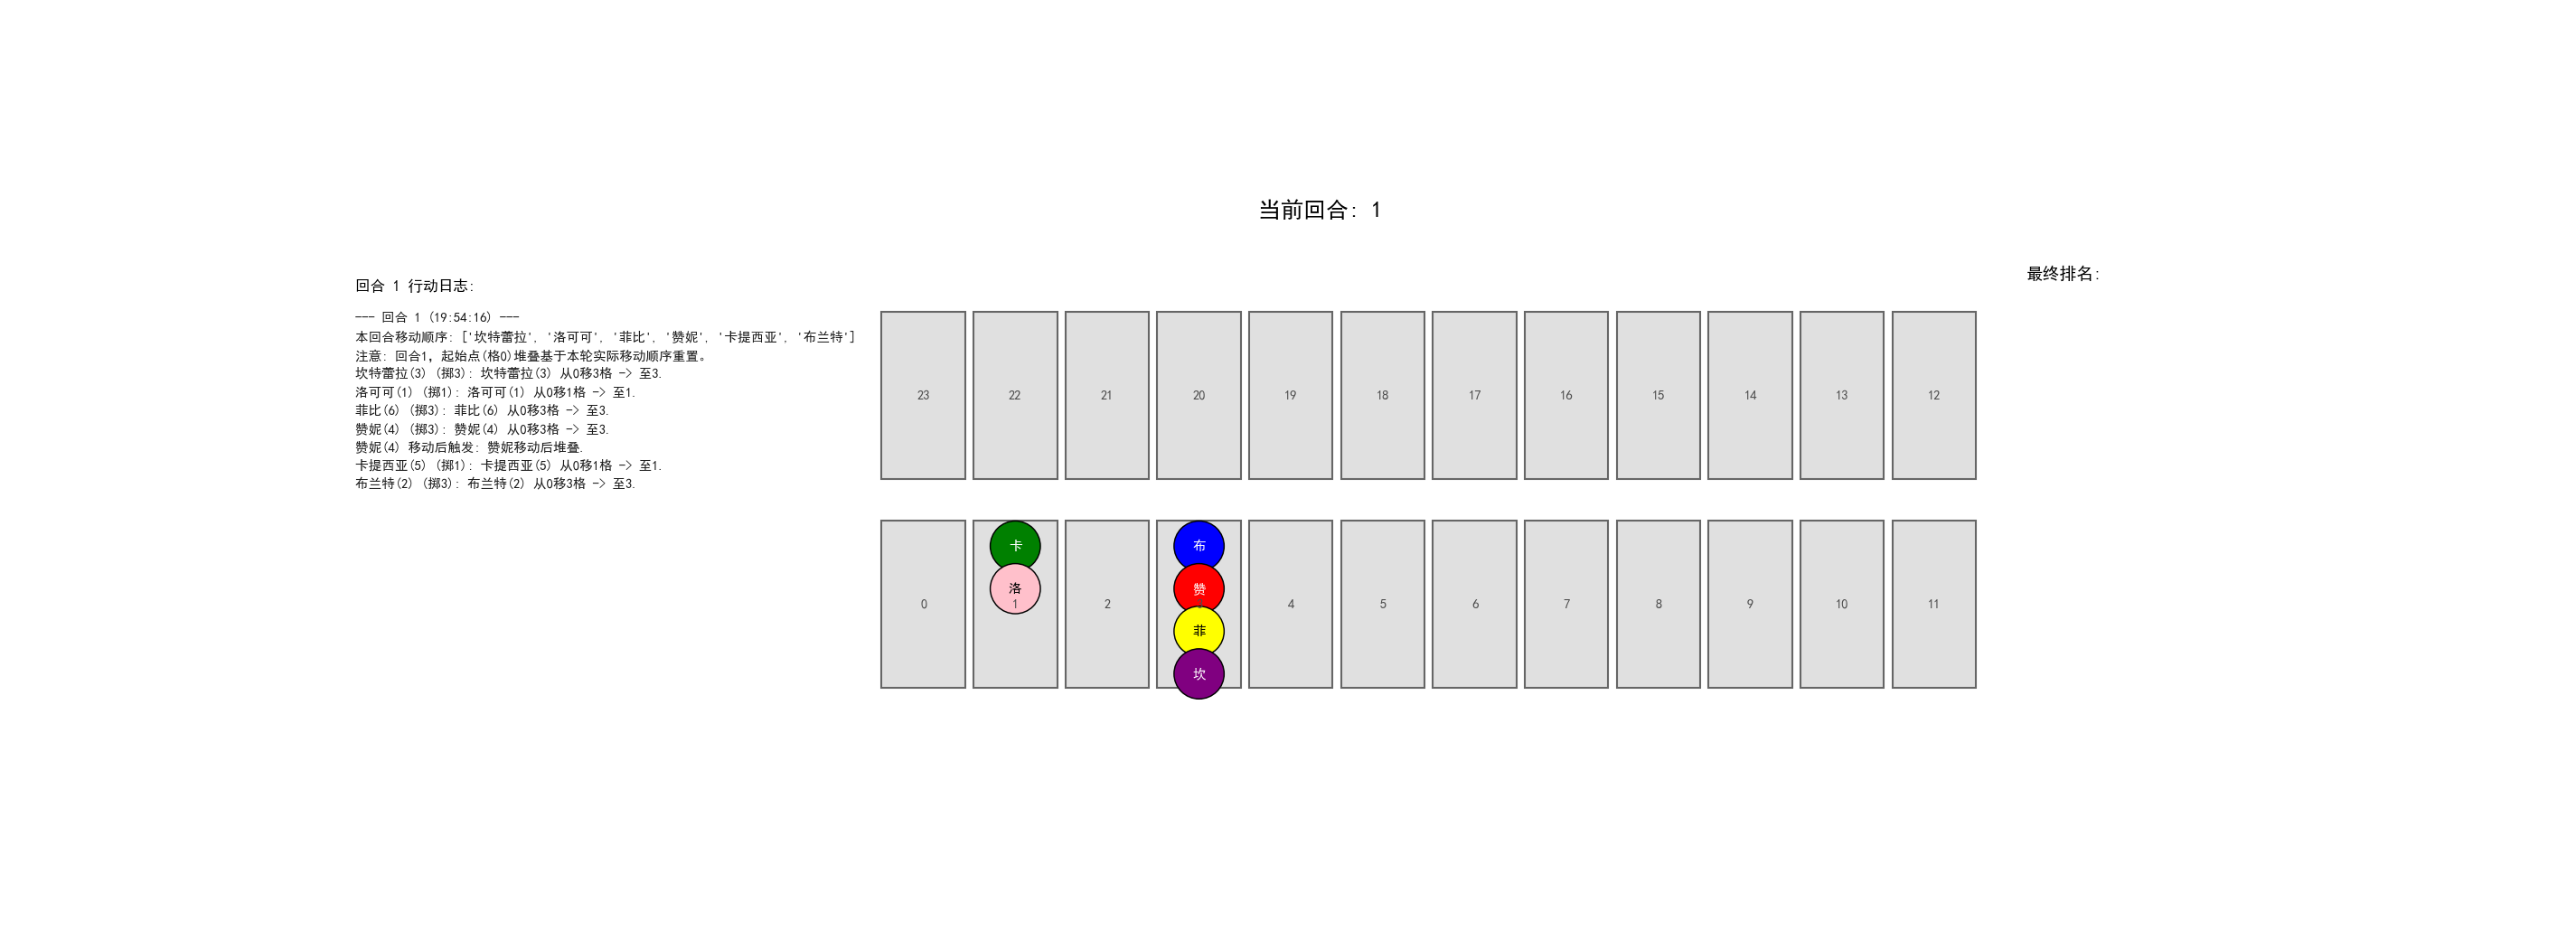 当前回合: 1
最终排名:
回合 1 行动日志:
--- 回合 1 (19:54:16) ---
本回合移动顺序: ['坎特蕾拉', '洛可可', '菲比', '赞妮', '卡提西亚', '布兰特']
注意: 回合1，起始点(格0)堆叠基于本轮实际移动顺序重置。
坎特蕾拉(3) (掷3): 坎特蕾拉(3) 从0移3格 -> 至3.
洛可可(1) (掷1): 洛可可(1) 从0移1格 -> 至1.
菲比(6) (掷3): 菲比(6) 从0移3格 -> 至3.
赞妮(4) (掷3): 赞妮(4) 从0移3格 -> 至3.
赞妮(4) 移动后触发: 赞妮移动后堆叠.
卡提西亚(5) (掷1): 卡提西亚(5) 从0移1格 -> 至1.
布兰特(2) (掷3): 布兰特(2) 从0移3格 -> 至3.
23 22 21 20 19 18 17 16 15 14 13 12
卡 布
洛 赞
0 1 2 4 5 6 7 8 9 10 11
菲
坎